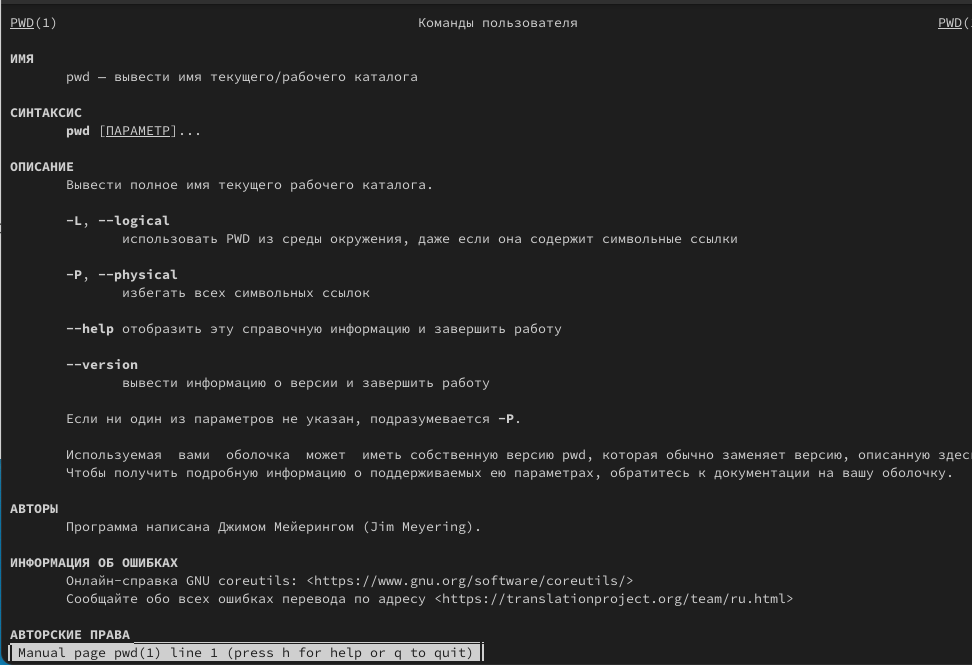 PWD(1) Команды пользователя PWD(
ИМЯ
pwd — вывести имя текущего/рабочего каталога
СИНТАКСИС
pwd [ПАРАМЕТР]...
ОПИСАНИЕ
Вывести полное имя текущего рабочего каталога.
-L, --logical
использовать PWD из среды окружения, даже если она содержит символьные ссылки
-P, --physical
избегать всех символьных ссылок
--help отобразить эту справочную информацию и завершить работу
--version
вывести информацию о версии и завершить работу
Если ни один из параметров не указан, подразумевается -P.
Используемая вами оболочка может иметь собственную версию pwd, которая обычно заменяет версию, описанную здес
Чтобы получить подробную информацию о поддерживаемых ею параметрах, обратитесь к документации на вашу оболочку.
АВТОРЫ
Программа написана Джимом Мейерингом (Jim Meyering).
ИНФОРМАЦИЯ ОБ ОШИБКАХ
Онлайн-справка GNU coreutils: <https://www.gnu.org/software/coreutils/>
Сообщайте обо всех ошибках перевода по адресу <https://translationproject.org/team/ru.html>
АВТОРСКИЕ ПРАВА
Manual page pwd(1) line 1 (press h for help or q to quit)